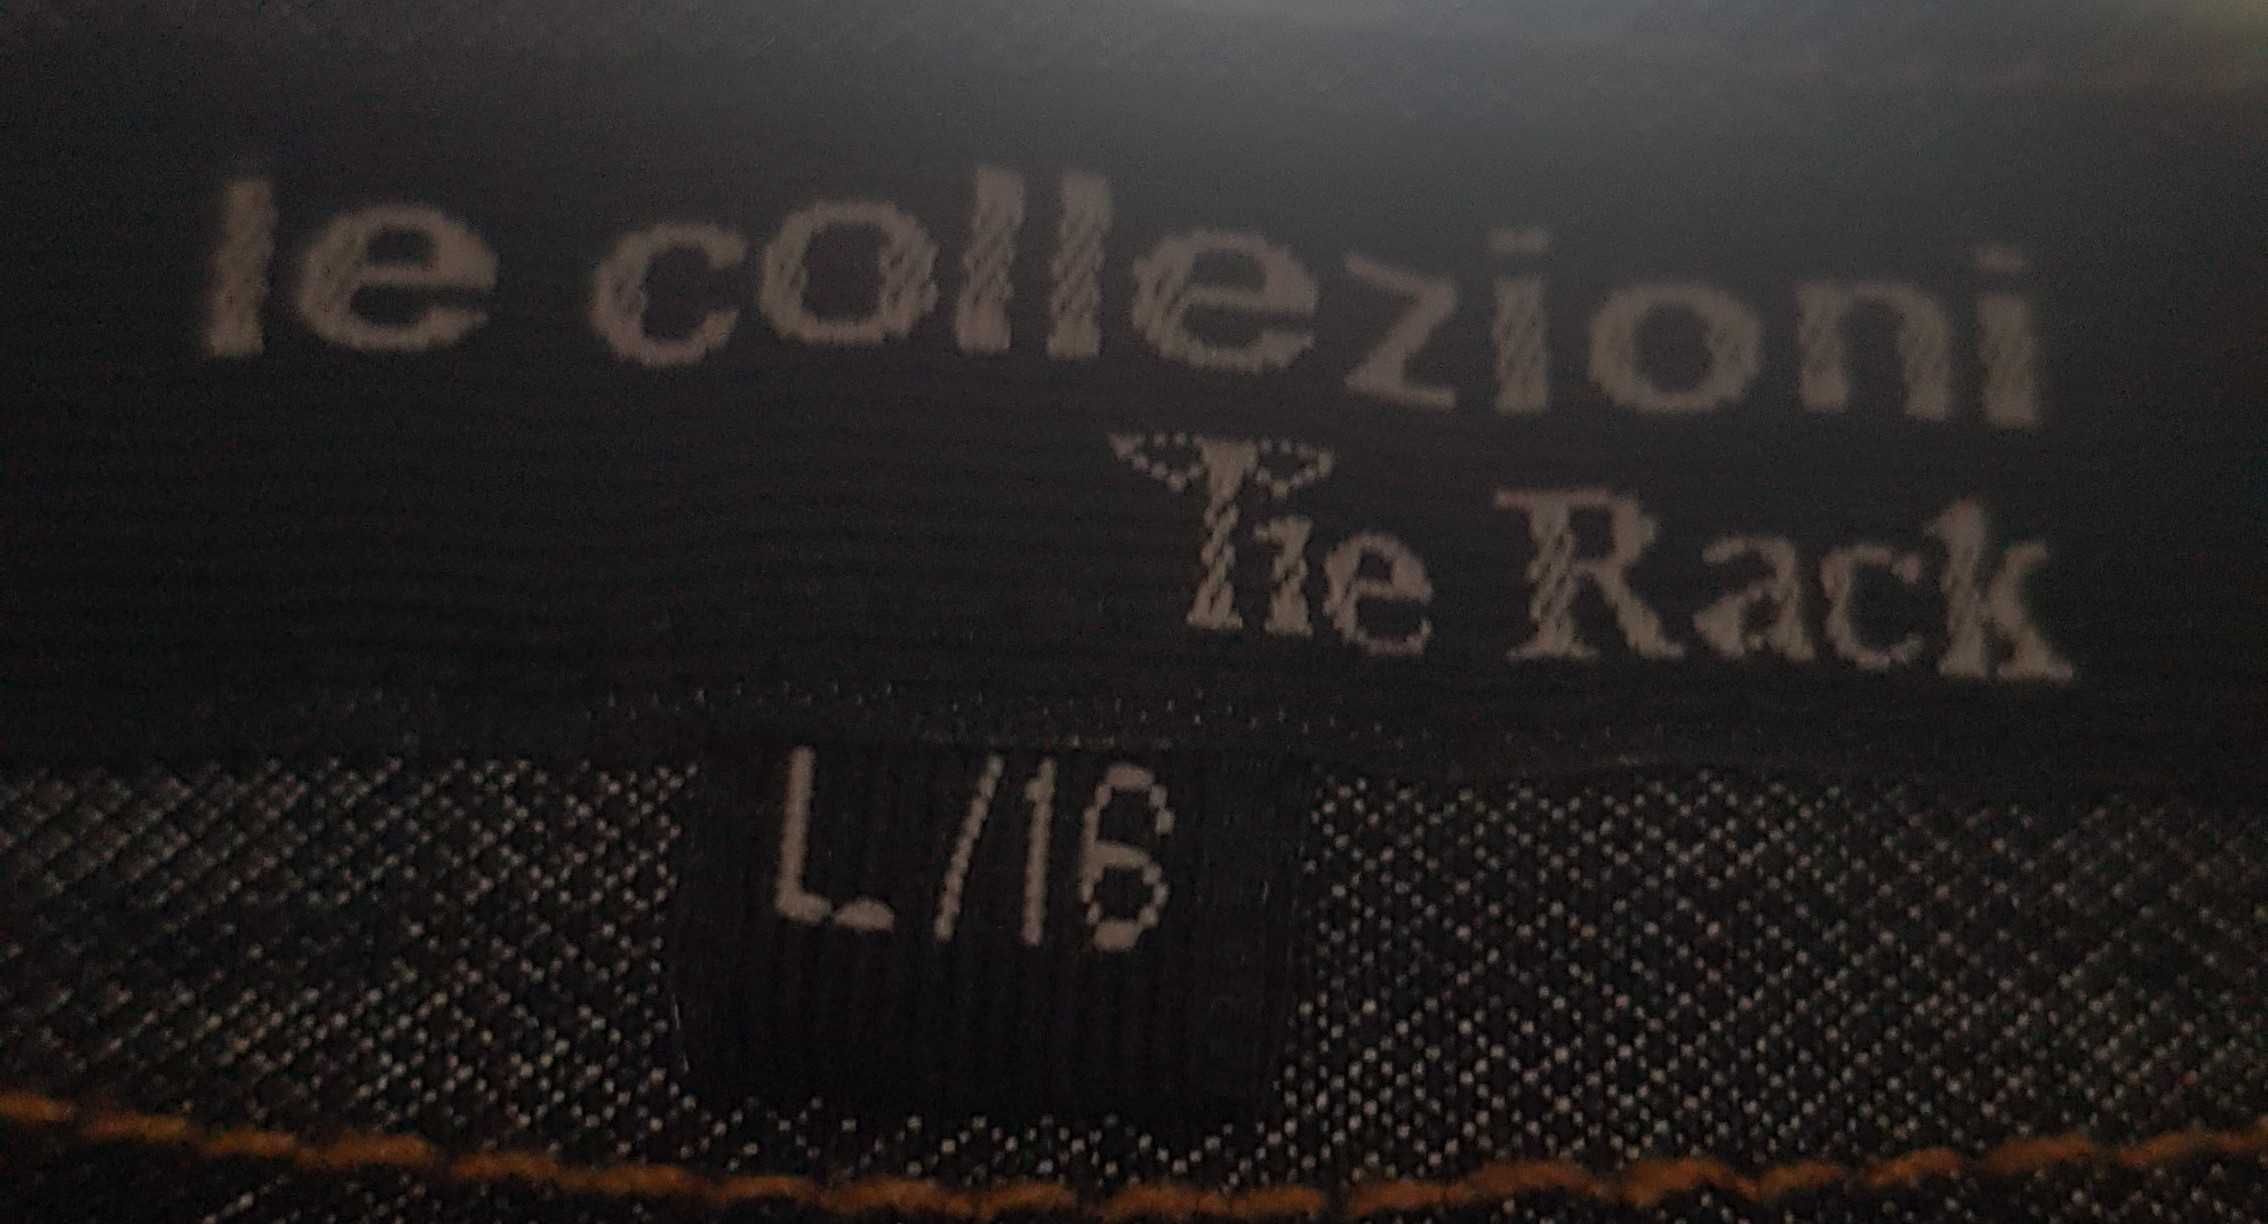 le collezioni
Tie Rack
L/16